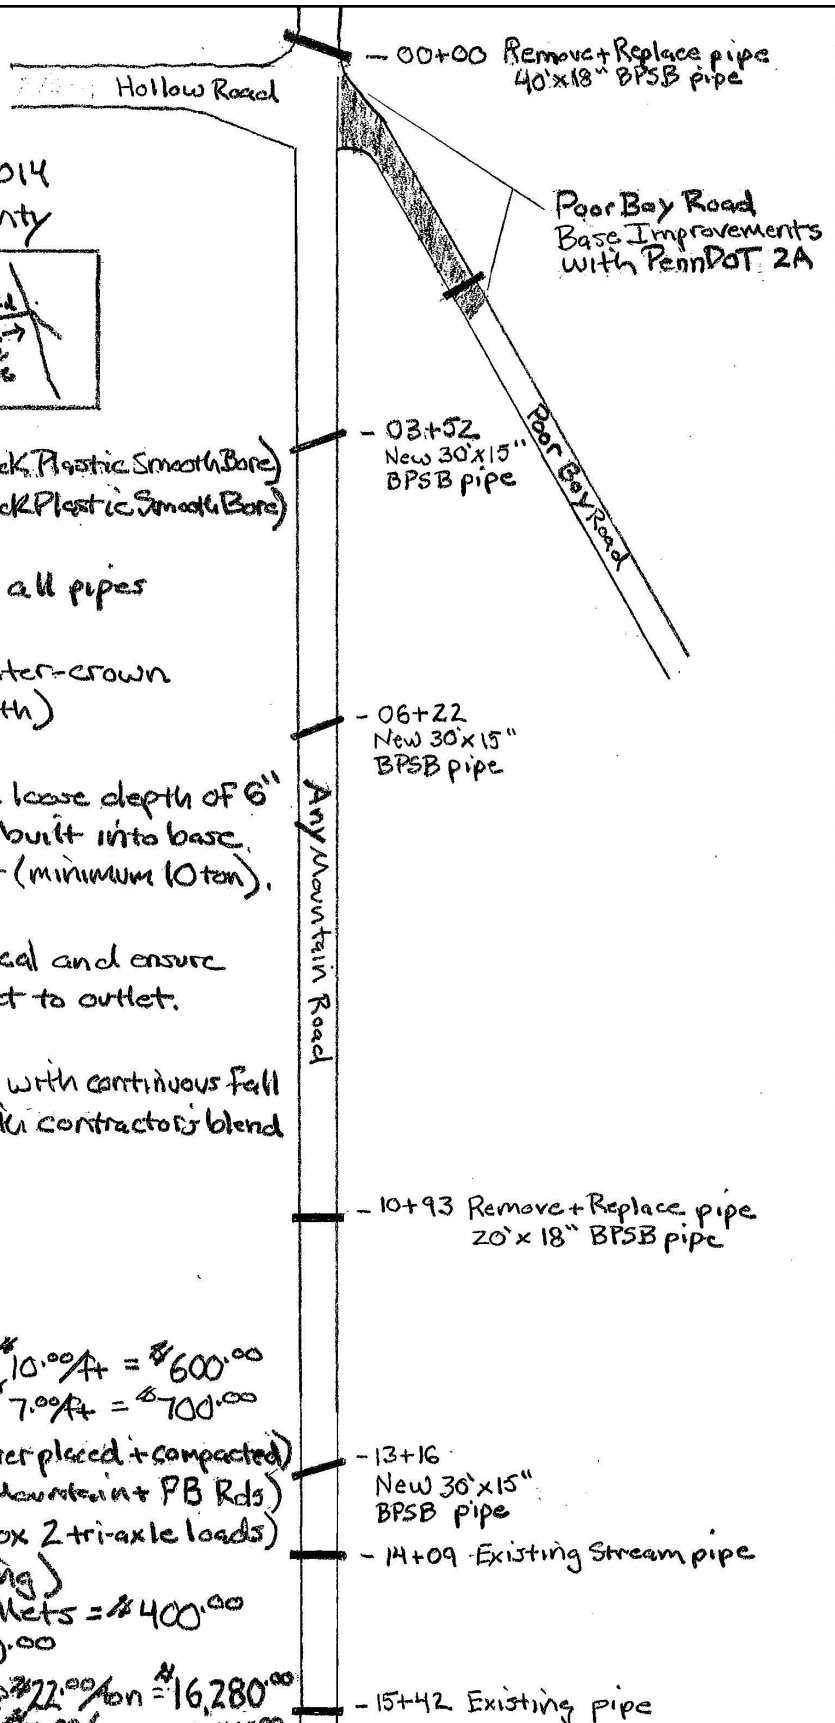 00+00 Remove + Replace pipe
40'x18" BPSB pipe
Hollow Road
014
nty
Poor Boy Road
Base Improvements
with PennDOT 2A
03+52
New 30'x15"
BPSB pipe
ck Plastic Smooth Bore)
ck Plastic Smooth Bore)
Poor Boy Road
all pipes
ter-crown
th)
06+22
New 30'x15"
BPSB pipe
loose depth of 6"
built into base.
(minimum 10 ton).
Any Mountain Road
al and ensure
ct to outlet.
with continuous fall
contractor's blend
10+93 Remove + Replace pipe
20'x18" BPSB pipe
$10.00/ft = $600.00
7.00/ft = $700.00
er placed + compacted)
Mountain + PB Rds)
ox 2 tri-axle loads)
ng)
lets = $400.00
0.00
$22.00/ton = $16,280.00
13+16
New 30'x15"
BPSB pipe
14+09 Existing Stream pipe
15+42 Existing pipe